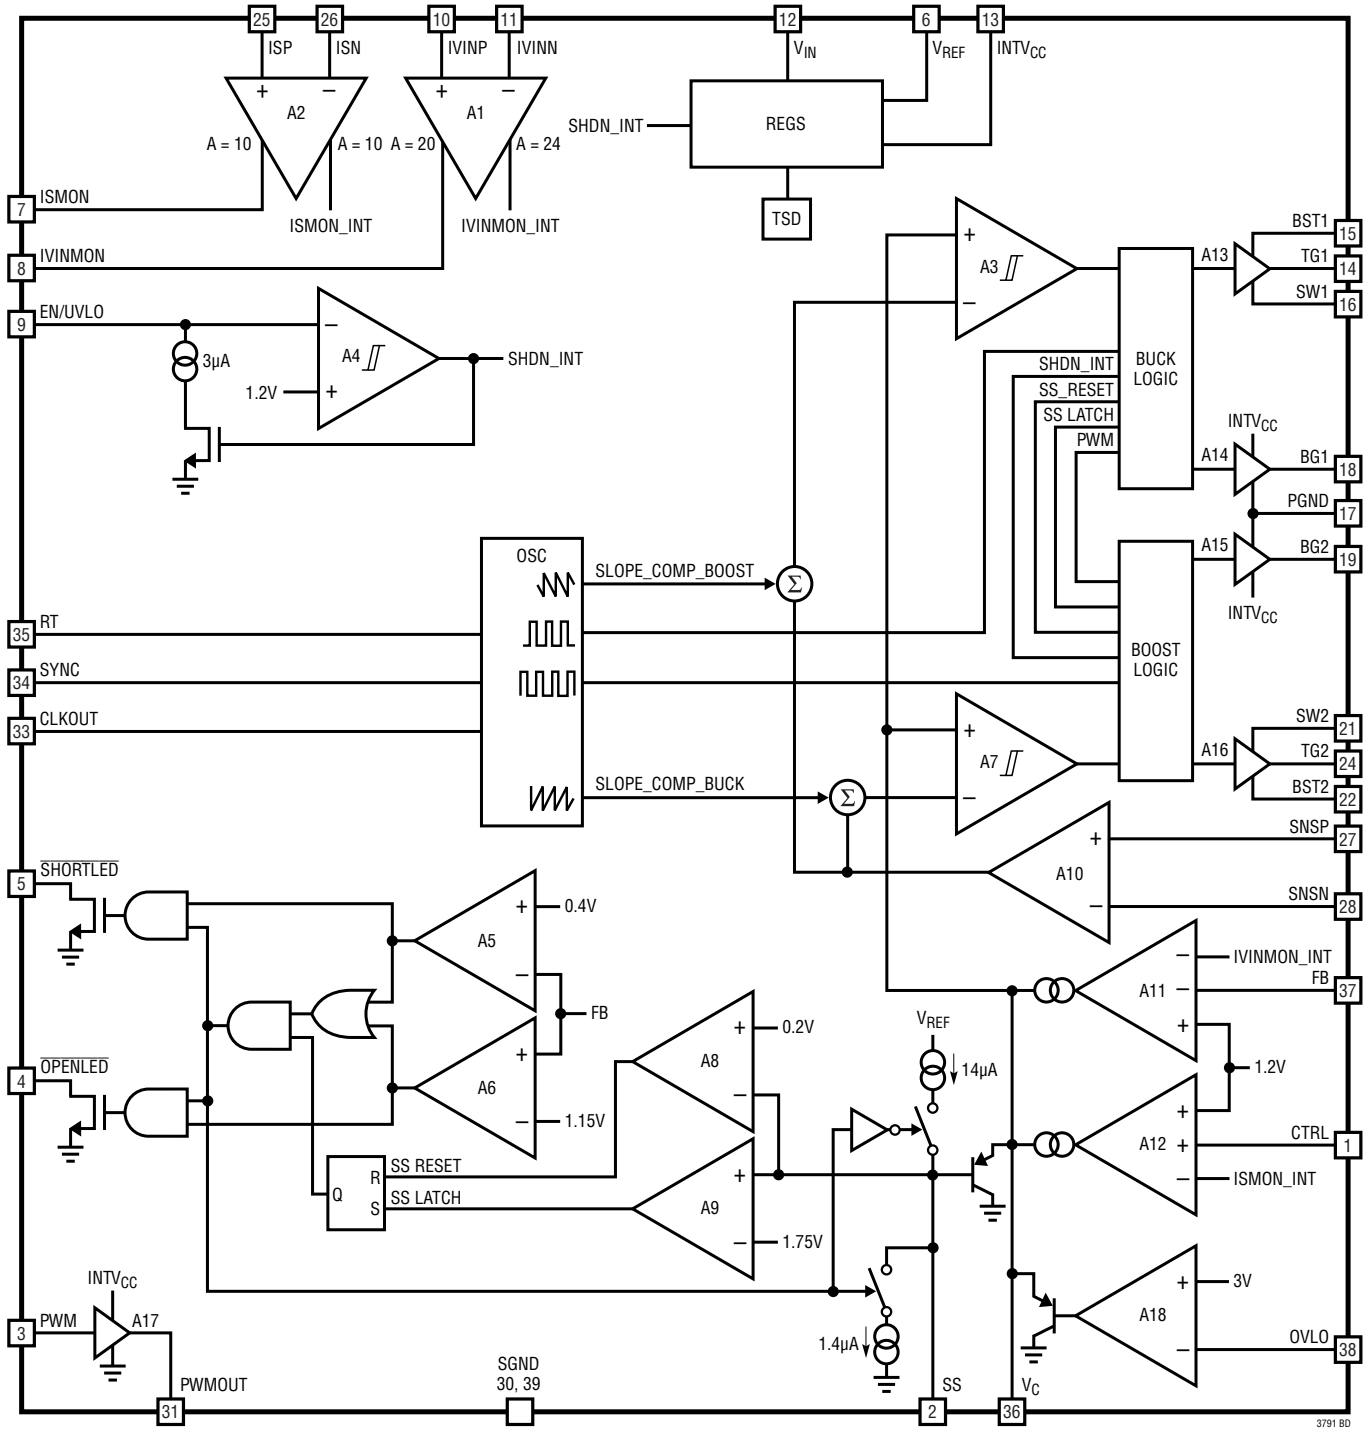 25 26 10 11 12 6 13
ISP ISN IVINP IVINN VIN VREF INTVCC
+ − + −
A2 A1 REGS
SHDN_INT
A = 10 A = 10 A = 20 A = 24
7 ISMON
ISMON_INT IVINMON_INT TSD
8 IVINMON
9 EN/UVLO
−
3µA A4 SHDN_INT
1.2V +
+
A3
−
A13 BST1 15
TG1 14
SW1 16
SHDN_INT
SS_RESET
SS LATCH
PWM
BUCK
LOGIC
INTVCC
A14 BG1 18
PGND 17
A15 BG2 19
INTVCC
OSC
SLOPE_COMP_BOOST Σ
35 RT
34 SYNC
33 CLKOUT
BOOST
LOGIC
SLOPE_COMP_BUCK Σ
+
A7
−
SW2 21
A16 TG2 24
BST2 22
+ SNSP 27
A10
− SNSN 28
5 SHORTLED
+ 0.4V
A5
−
FB
+
A6
− 1.15V
4 OPENLED
+ 0.2V
A8
−
VREF
14µA
− IVINMON_INT
A11 − FB 37
+
1.2V
+
A12 + CTRL 1
− ISMON_INT
SS RESET
R
Q
SS LATCH
S
+
A9
− 1.75V
1.4µA
+ 3V
A18
− OVLO 38
INTVCC
3 PWM A17
PWMOUT
31
SGND
30, 39
SS
2
VC
36
3791 BD